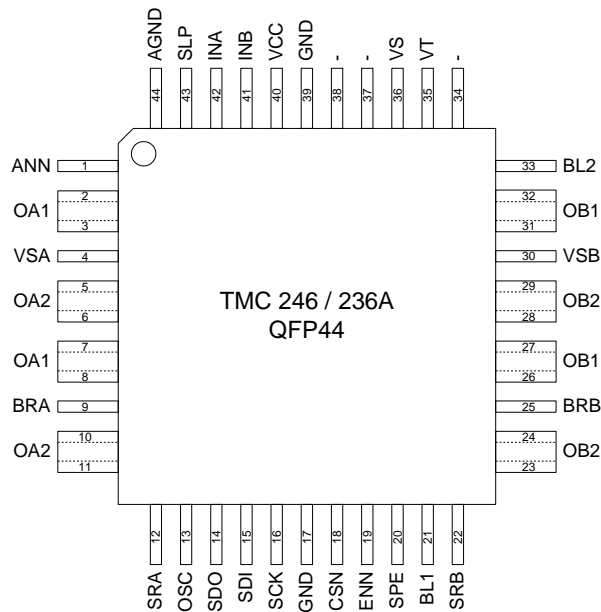 AGND SLP INA INB VCC GND - - VS VT -
44 43 42 41 40 39 38 37 36 35 34
ANN 1
OA1 2 3
VSA 4
OA2 5 6
OA1 7 8
BRA 9
OA2 10 11
TMC 246 / 236A
QFP44
33 BL2
32 31 OB1
30 VSB
29 28 OB2
27 26 OB1
25 BRB
24 23 OB2
12 13 14 15 16 17 18 19 20 21 22
SRA OSC SDO SDI SCK GND CSN ENN SPE BL1 SRB